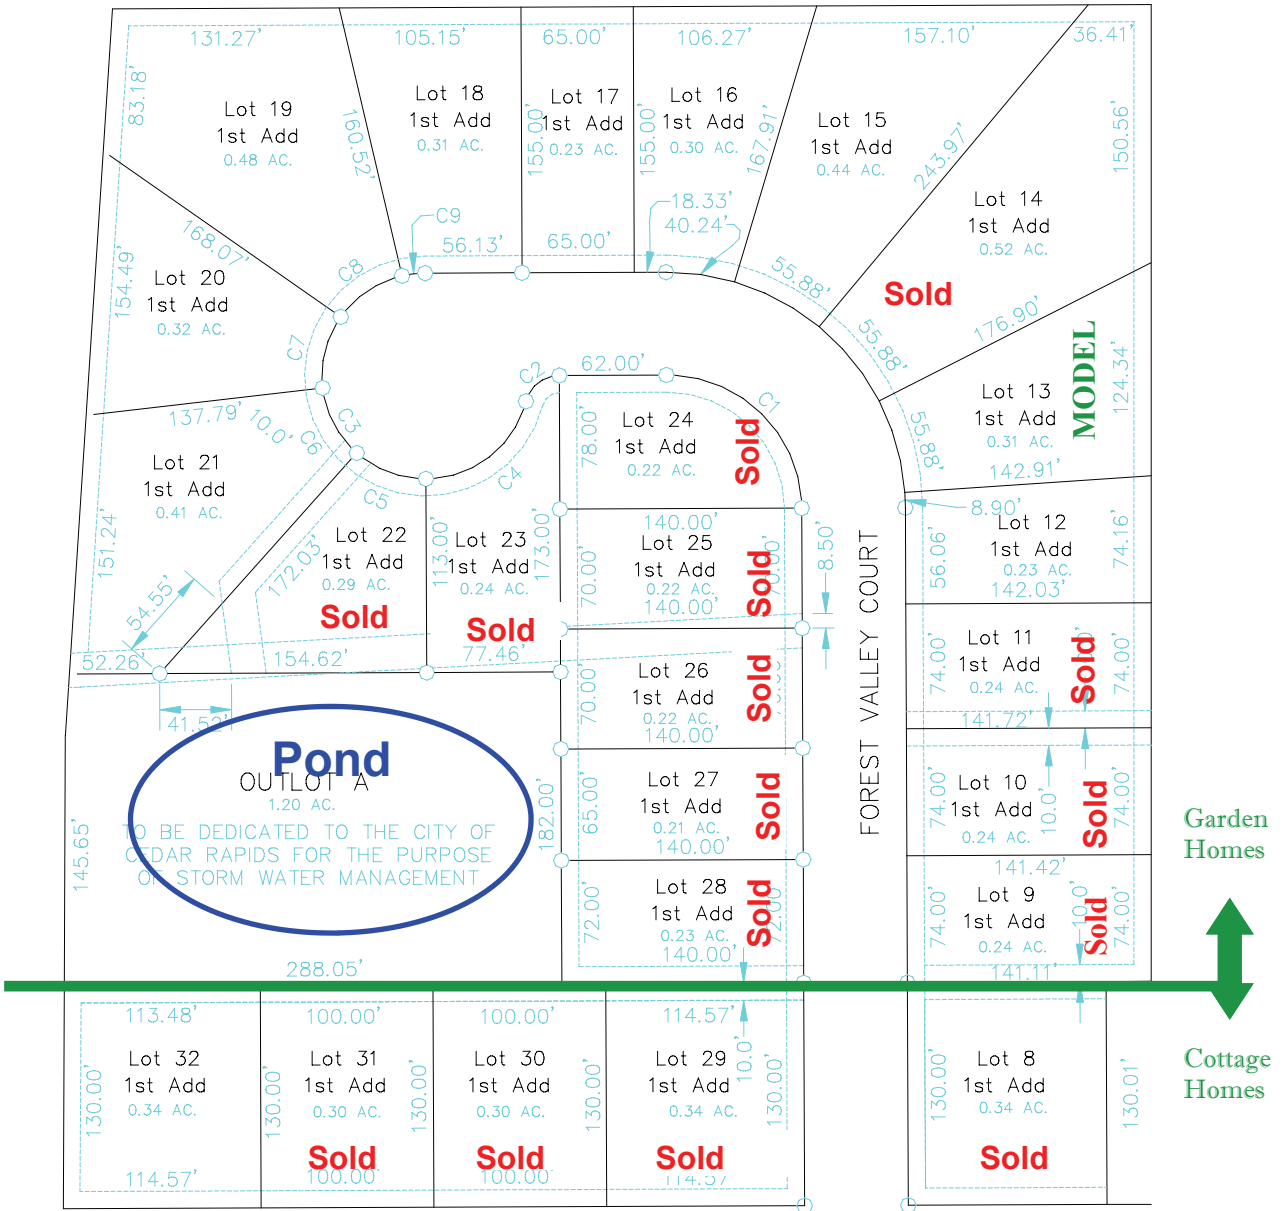 131.27'
105.15'
65.00'
106.27'
157.10'
36.41'
83.18'
Lot 19
1st Add
0.48 AC.
160.52'
Lot 18
1st Add
0.31 AC.
155.00'
Lot 17
1st Add
0.23 AC.
155.00'
Lot 16
1st Add
0.30 AC.
167.91'
Lot 15
1st Add
0.44 AC.
243.97'
150.56'
Lot 14
1st Add
0.52 AC.
Sold
18.33'
40.24'
C9
56.13'
65.00'
168.07'
C8
55.88'
154.49'
Lot 20
1st Add
0.32 AC.
C7
55.88'
176.90'
MODEL
124.34'
Lot 13
1st Add
0.31 AC.
142.91'
55.88'
C2
62.00'
C1
137.79'
10.0'
C3
C6
C5
C4
78.00'
Lot 24
1st Add
0.22 AC.
Sold
Lot 21
1st Add
0.41 AC.
151.24'
54.55'
52.26'
172.03'
Lot 22
1st Add
0.29 AC.
Sold
154.62'
113.00'
Lot 23
1st Add
0.24 AC.
Sold
77.46'
173.00'
140.00'
70.00'
Lot 25
1st Add
0.22 AC.
140.00'
Sold
8.50'
8.90'
Lot 12
1st Add
0.23 AC.
142.03'
56.06'
74.16'
FOREST VALLEY COURT
74.00'
Lot 11
1st Add
0.24 AC.
Sold
74.00'
141.72'
70.00'
Lot 26
1st Add
0.22 AC.
140.00'
Sold
41.52'
Pond
OUTLOT A
1.20 AC.
TO BE DEDICATED TO THE CITY OF
CEDAR RAPIDS FOR THE PURPOSE
OF STORM WATER MANAGEMENT
145.65'
182.00'
288.05'
65.00'
Lot 27
1st Add
0.21 AC.
140.00'
Sold
74.00'
Lot 10
1st Add
0.24 AC.
10.0'
Sold
74.00'
141.42'
Garden
Homes
72.00'
Lot 28
1st Add
0.23 AC.
140.00'
Sold
72.00'
74.00'
Lot 9
1st Add
0.24 AC.
10.0'
Sold
74.00'
141.11'
113.48'
100.00'
100.00'
114.57'
130.00'
Lot 32
1st Add
0.34 AC.
114.57'
130.00'
Lot 31
1st Add
0.30 AC.
Sold
100.00'
130.00'
Lot 30
1st Add
0.30 AC.
Sold
100.00'
130.00'
Lot 29
1st Add
0.34 AC.
10.0'
130.00'
Sold
114.57'
130.00'
Lot 8
1st Add
0.34 AC.
Sold
130.01'
Cottage
Homes